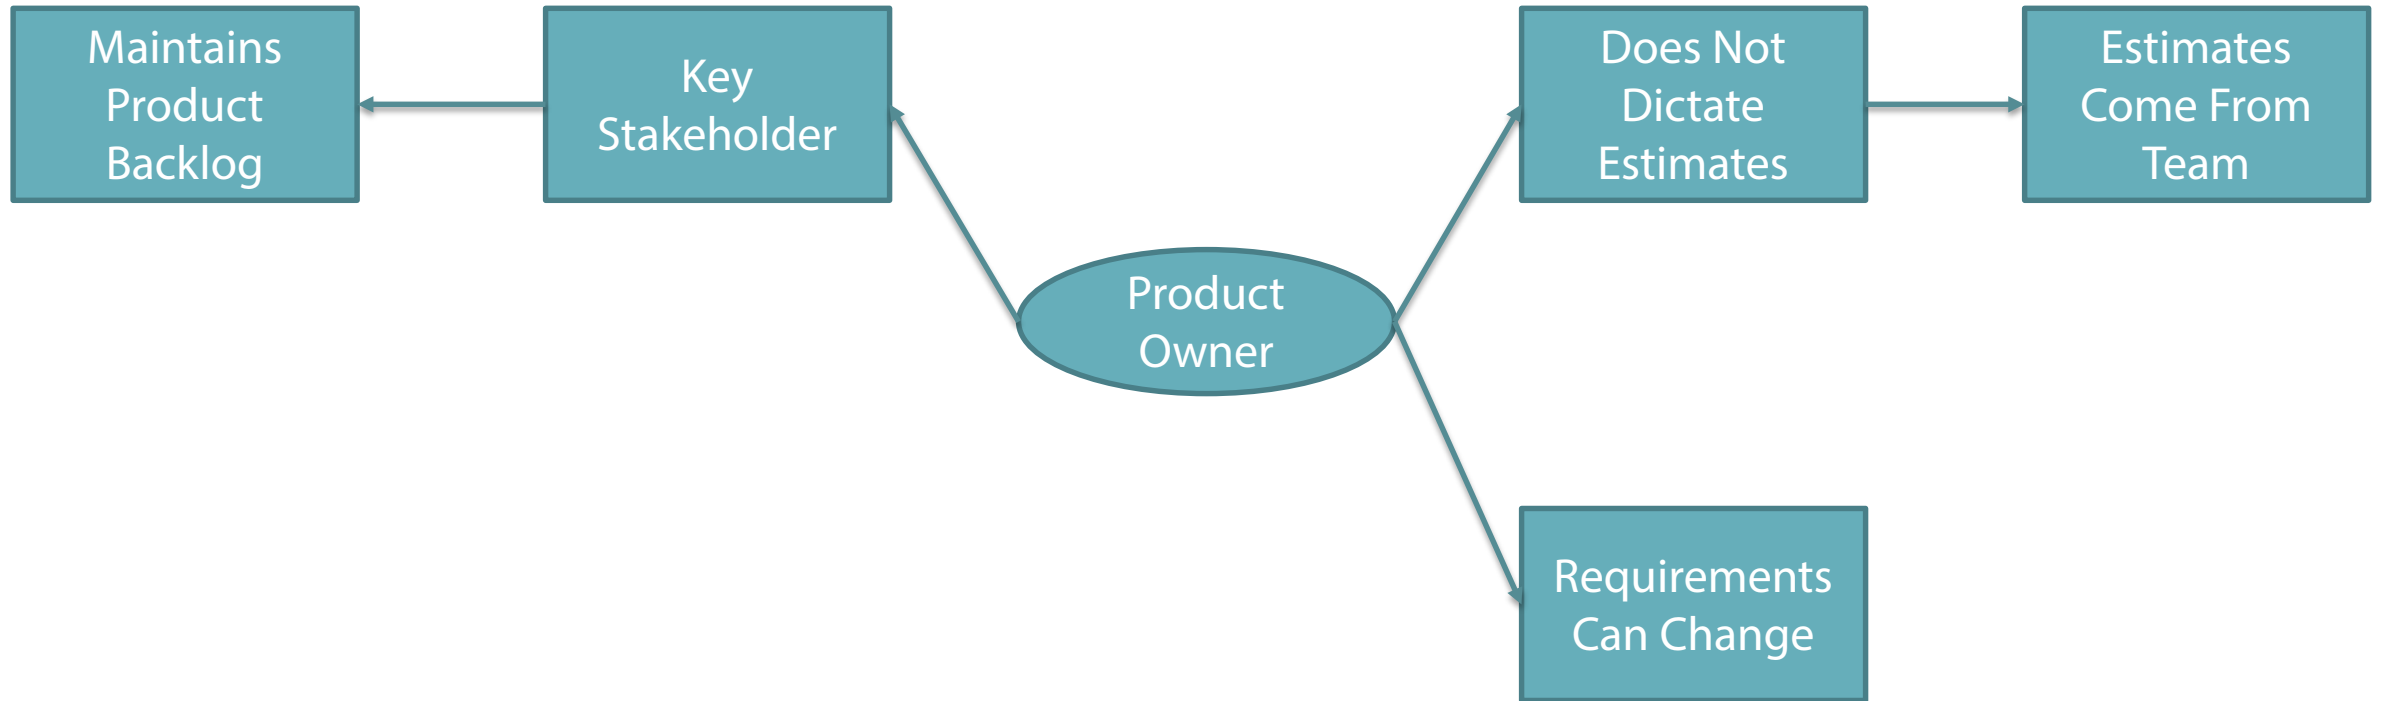 Maintains
Product
Backlog
Key
Stakeholder
Does Not
Dictate
Estimates
Estimates
Come From
Team
Product
Owner
Requirements
Can Change